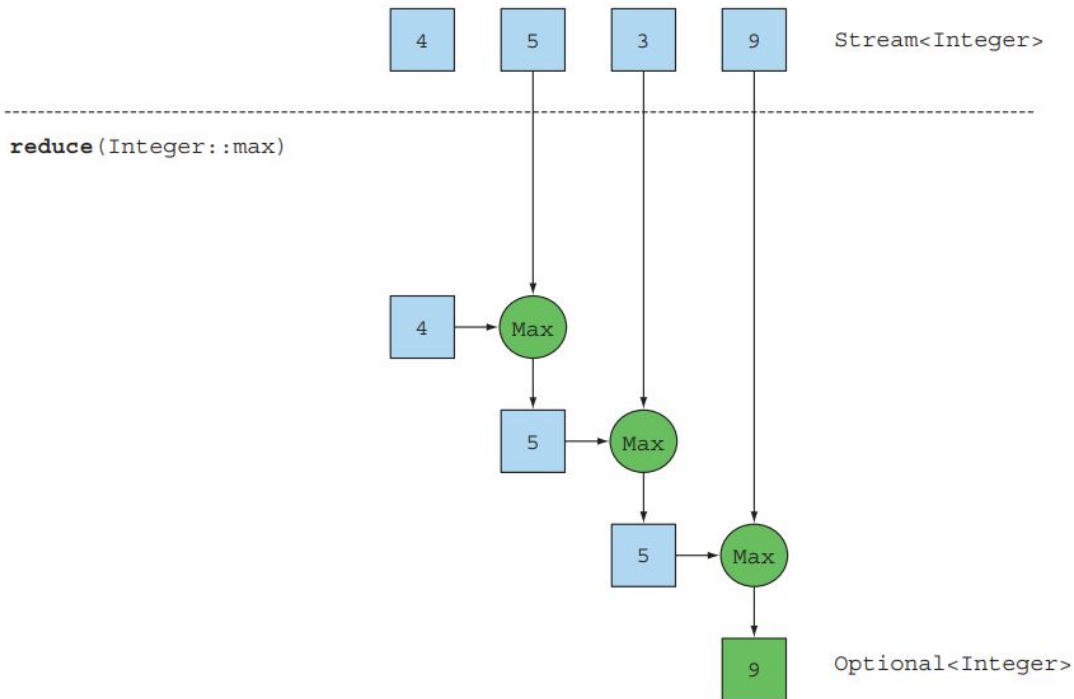 4 5 3 9 Stream<Integer>
reduce(Integer::max)
4 Max
5 Max
5 Max
9 Optional<Integer>